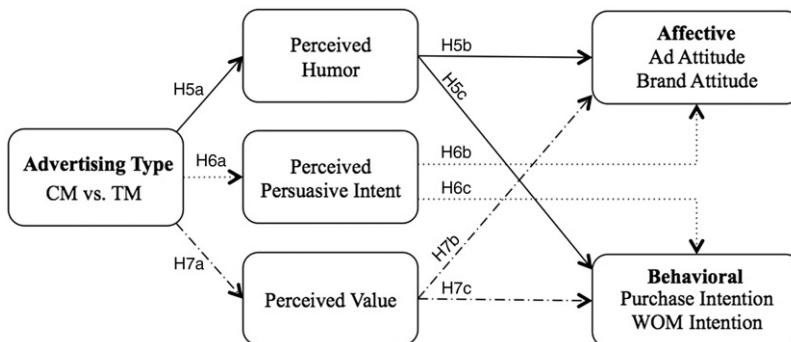 Advertising Type
CM vs. TM
H5a
H6a
H7a
Perceived
Humor
Perceived
Persuasive Intent
Perceived Value
H5b
H5c
H6b
H6c
H7b
H7c
Affective
Ad Attitude
Brand Attitude
Behavioral
Purchase Intention
WOM Intention